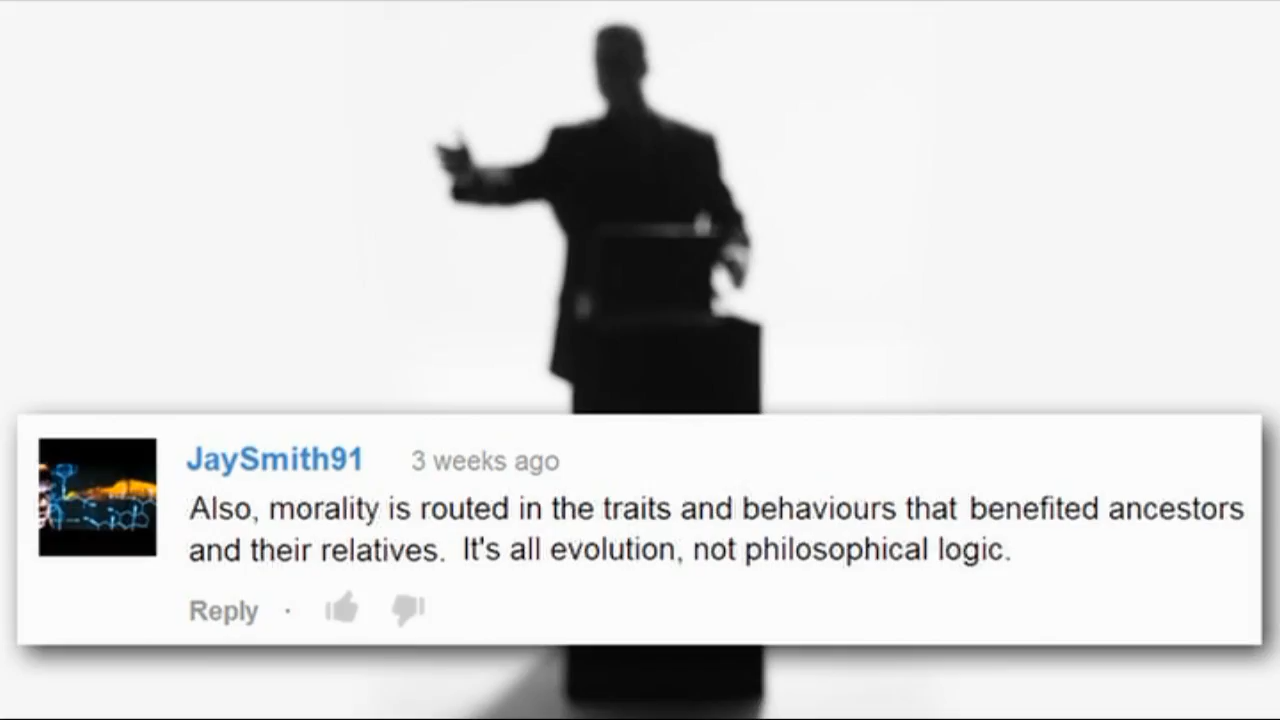 JaySmith91 3 weeks ago
Also, morality is routed in the traits and behaviours that benefited ancestors
and their relatives. It's all evolution, not philosophical logic.
Reply ·